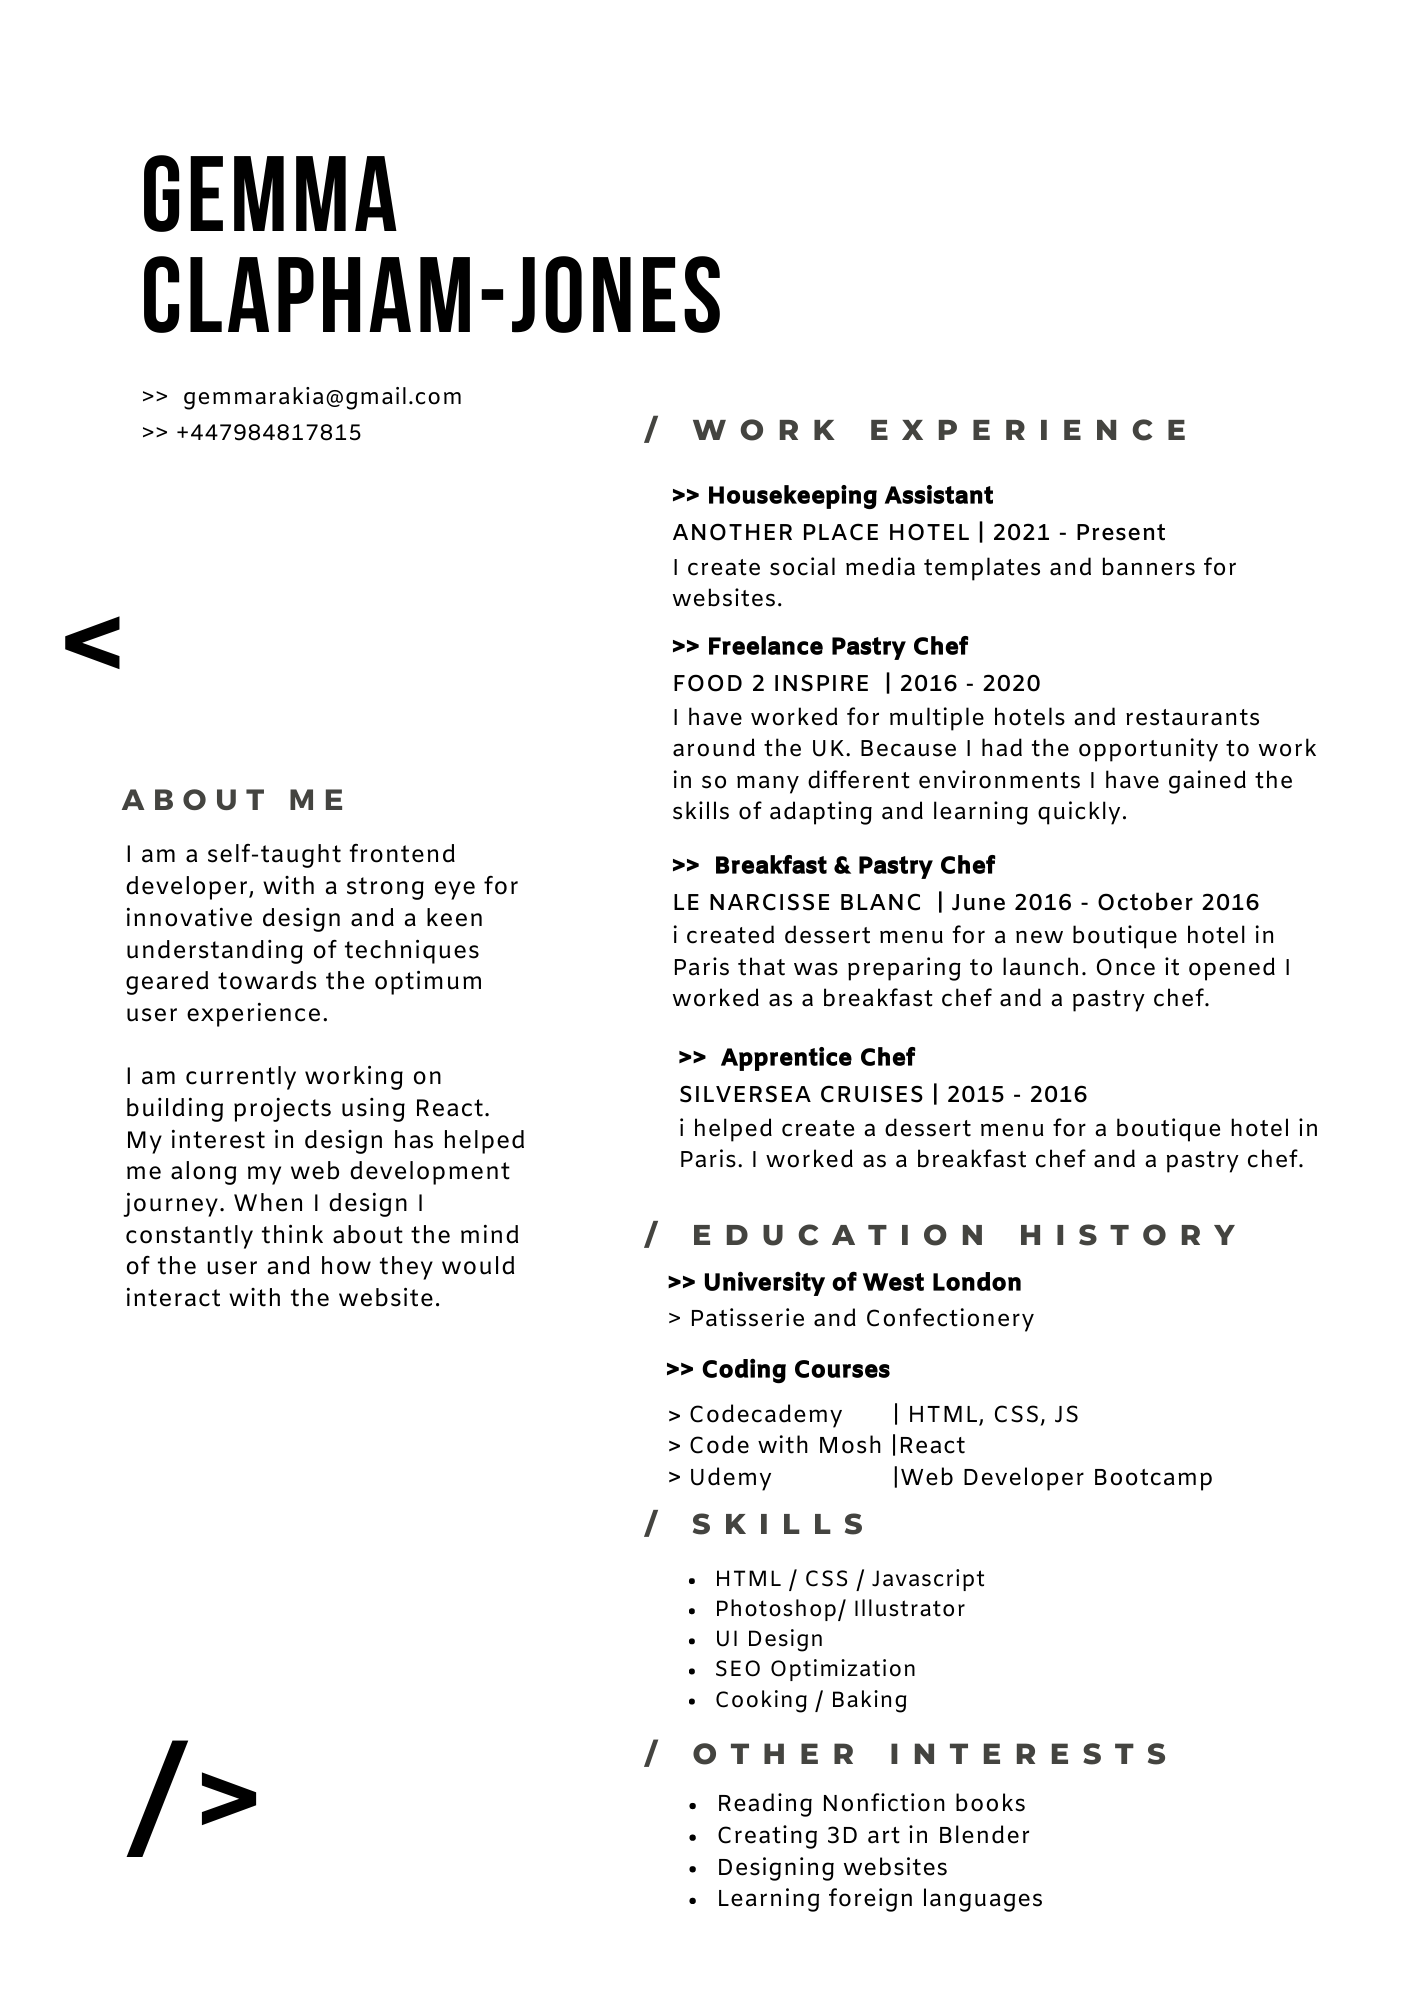 GEMMA
CLAPHAM-JONES
>> gemmarakia@gmail.com
>> +447984817815
<
ABOUT ME
I am a self-taught frontend
developer, with a strong eye for
innovative design and a keen
understanding of techniques
geared towards the optimum
user experience.
I am currently working on
building projects using React.
My interest in design has helped
me along my web development
journey. When I design I
constantly think about the mind
of the user and how they would
interact with the website.
/>
/ WORK EXPERIENCE
>> Housekeeping Assistant
ANOTHER PLACE HOTEL | 2021 - Present
I create social media templates and banners for
websites.
>> Freelance Pastry Chef
FOOD 2 INSPIRE | 2016 - 2020
I have worked for multiple hotels and restaurants
around the UK. Because I had the opportunity to work
in so many different environments I have gained the
skills of adapting and learning quickly.
>> Breakfast & Pastry Chef
LE NARCISSE BLANC | June 2016 - October 2016
i created dessert menu for a new boutique hotel in
Paris that was preparing to launch. Once it opened I
worked as a breakfast chef and a pastry chef.
>> Apprentice Chef
SILVERSEA CRUISES | 2015 - 2016
i helped create a dessert menu for a boutique hotel in
Paris. I worked as a breakfast chef and a pastry chef.
/ EDUCATION HISTORY
>> University of West London
> Patisserie and Confectionery
>> Coding Courses
> Codecademy | HTML, CSS, JS
> Code with Mosh |React
> Udemy |Web Developer Bootcamp
/ SKILLS
• HTML / CSS / Javascript
• Photoshop/ Illustrator
• UI Design
• SEO Optimization
• Cooking / Baking
/ OTHER INTERESTS
• Reading Nonfiction books
• Creating 3D art in Blender
• Designing websites
• Learning foreign languages